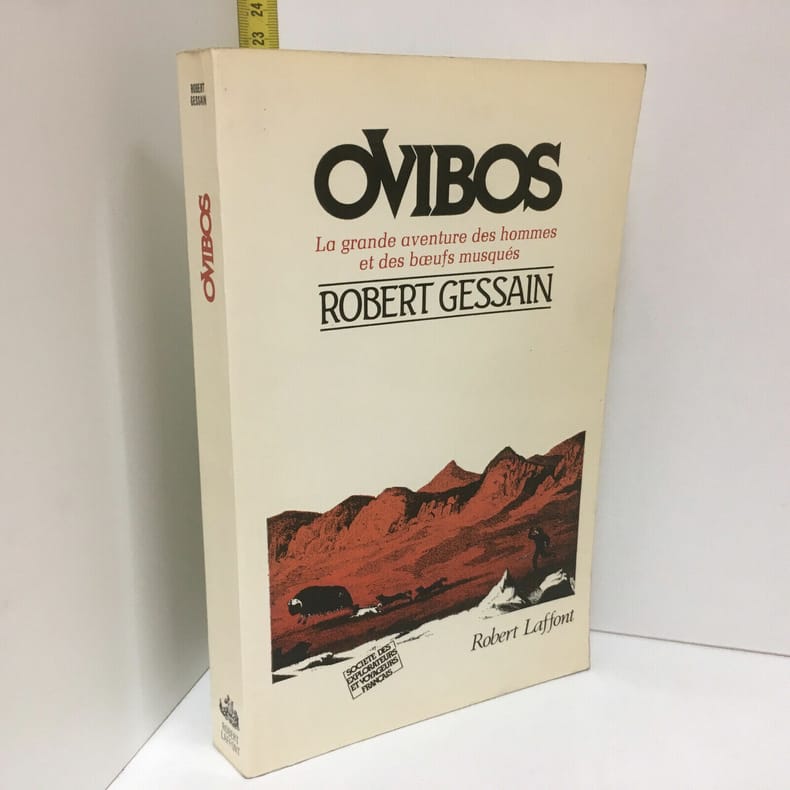 23 24
ROBERT
GESSAIN
OVIBOS
ROBERT
LAFFONT
OVIBOS
La grande aventure des hommes
et des bœufs musqués
ROBERT GESSAIN
Robert Laffont
SOCIÉTÉ DES
EXPLORATEURS
ET VOYAGEURS
FRANÇAIS